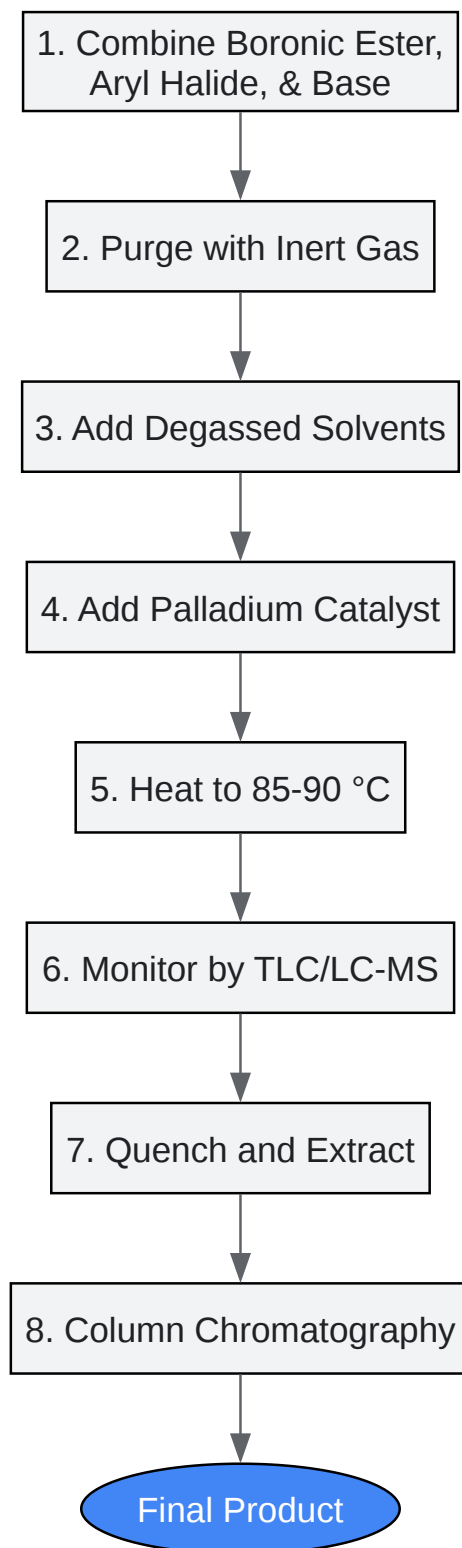 1. Combine Boronic Ester,
Aryl Halide, & Base
2. Purge with Inert Gas
3. Add Degassed Solvents
4. Add Palladium Catalyst
5. Heat to 85-90 °C
6. Monitor by TLC/LC-MS
7. Quench and Extract
8. Column Chromatography
Final Product